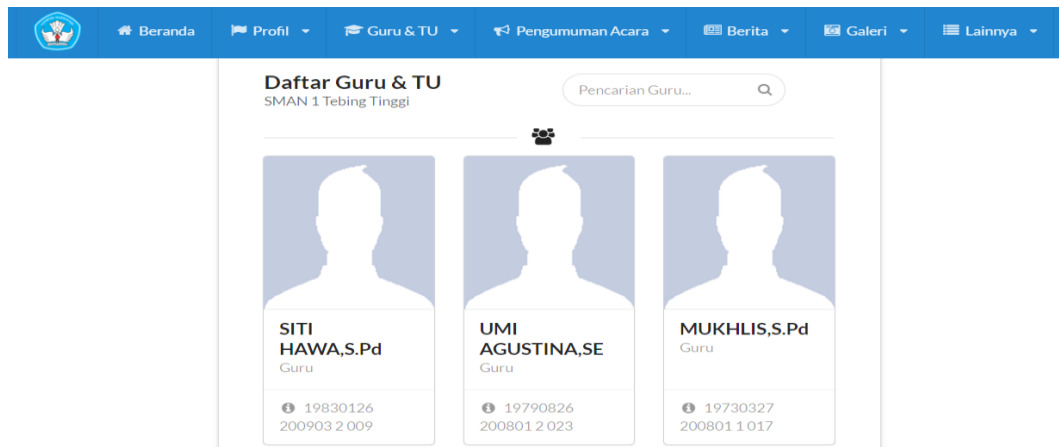 Beranda Profil Guru & TU Pengumuman Acara Berita Galeri Lainnya
Daftar Guru & TU
SMAN 1 Tebing Tinggi
Pencarian Guru...
SITI
HAWA,S.Pd
Guru
19830126
200903 2 009
UMI
AGUSTINA,SE
Guru
19790826
200801 2 023
MUKHLIS,S.Pd
Guru
19730327
200801 1 017